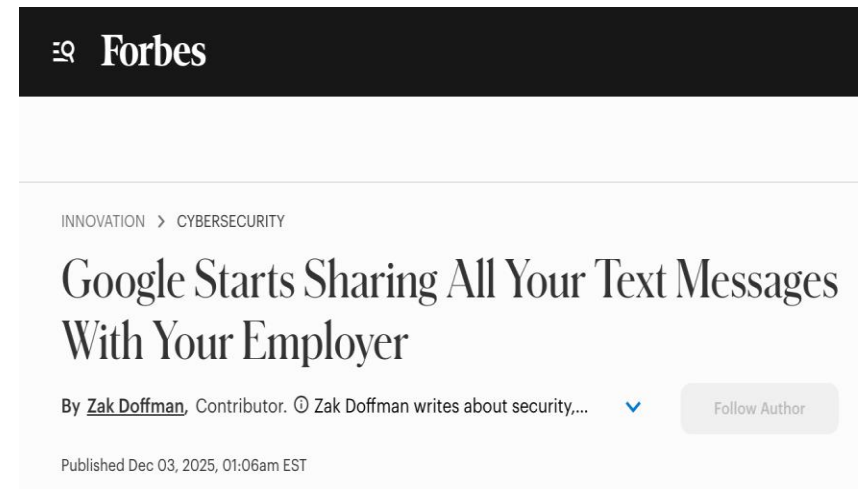 Forbes
INNOVATION > CYBERSECURITY
Google Starts Sharing All Your Text Messages
With Your Employer
By Zak Doffman, Contributor. ⓘ Zak Doffman writes about security,...
Follow Author
Published Dec 03, 2025, 01:06am EST